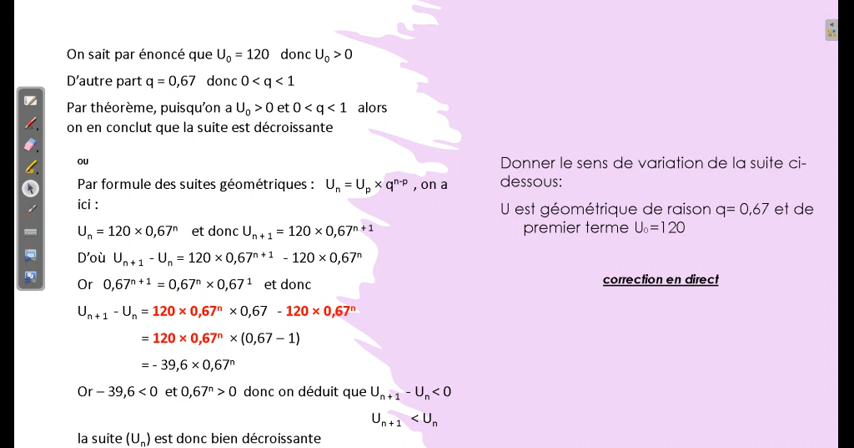 On sait par énoncé que U₀ = 120 donc U₀ > 0
D’autre part q = 0,67 donc 0 < q < 1
Par théorème, puisqu’on a U₀ > 0 et 0 < q < 1 alors
on en conclut que la suite est décroissante
ou
Par formule des suites géométriques : Uₙ = Uₚ × qⁿ⁻ᵖ , on a
ici :
Uₙ = 120 × 0,67ⁿ et donc Uₙ₊₁ = 120 × 0,67ⁿ⁺¹
D’où Uₙ₊₁ - Uₙ = 120 × 0,67ⁿ⁺¹ - 120 × 0,67ⁿ
Or 0,67ⁿ⁺¹ = 0,67ⁿ × 0,67¹ et donc
Uₙ₊₁ - Uₙ = 120 × 0,67ⁿ × 0,67 - 120 × 0,67ⁿ
= 120 × 0,67ⁿ × (0,67 – 1)
= - 39,6 × 0,67ⁿ
Or – 39,6 < 0 et 0,67ⁿ > 0 donc on déduit que Uₙ₊₁ - Uₙ < 0
Uₙ₊₁ < Uₙ
la suite (Uₙ) est donc bien décroissante
Donner le sens de variation de la suite ci-
dessous:
U est géométrique de raison q= 0,67 et de
premier terme U₀=120
correction en direct